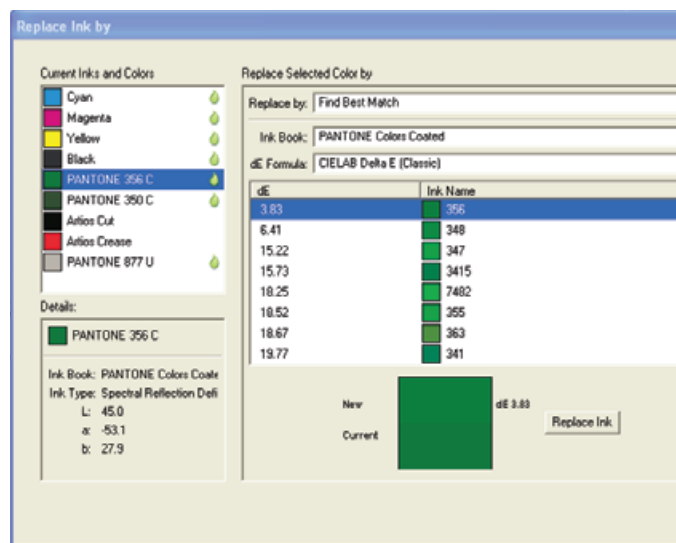 Replace Ink by
Current Inks and Colors
Cyan
Magenta
Yellow
Black
PANTONE 356 C
PANTONE 350 C
Artios Cut
Artios Crease
PANTONE 877 U
Details:
PANTONE 356 C
Ink Book: PANTONE Colors Coate
Ink Type: Spectral Reflection Defi
L: 45.0
a: -53.1
b: 27.9
Replace Selected Color by
Replace by: Find Best Match
Ink Book: PANTONE Colors Coated
dE Formula: CIELAB Delta E (Classic)
dE Ink Name
3.83 356
6.41 348
15.22 347
15.73 3415
18.25 7482
18.52 355
18.67 363
19.77 341
New dE 3.83
Replace Ink
Current